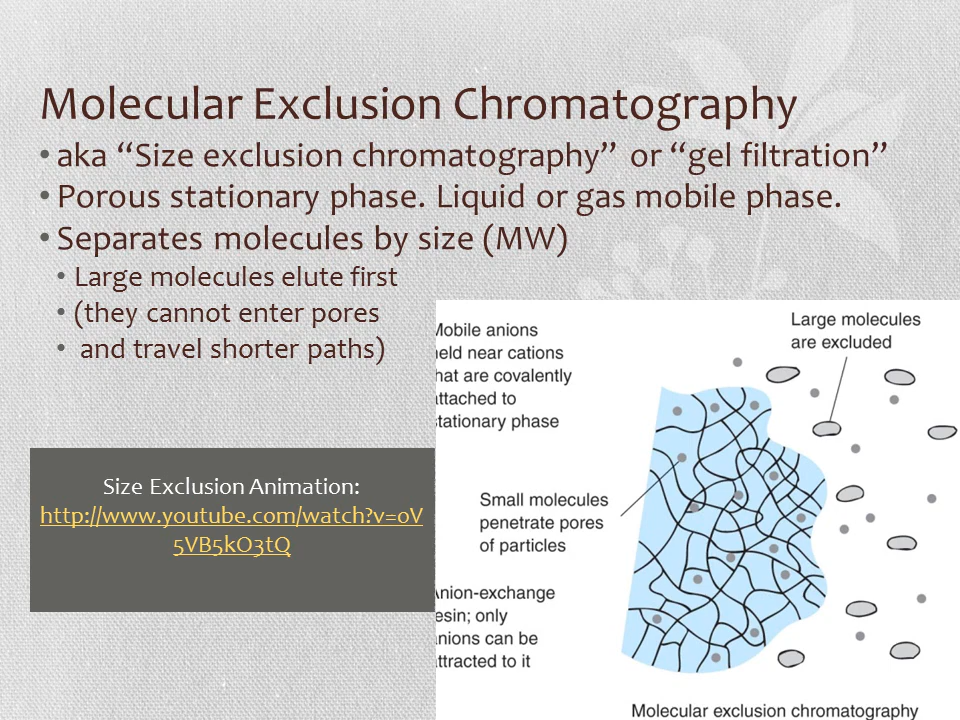 Molecular Exclusion Chromatography
• aka “Size exclusion chromatography” or “gel filtration”
• Porous stationary phase. Liquid or gas mobile phase.
• Separates molecules by size (MW)
• Large molecules elute first
• (they cannot enter pores
• and travel shorter paths)
Size Exclusion Animation:
http://www.youtube.com/watch?v=oV
5VB5kO3tQ
Mobile anions
held near cations
that are covalently
attached to
stationary phase
Large molecules
are excluded
Small molecules
penetrate pores
of particles
Anion-exchange
resin; only
anions can be
attracted to it
Molecular exclusion chromatography